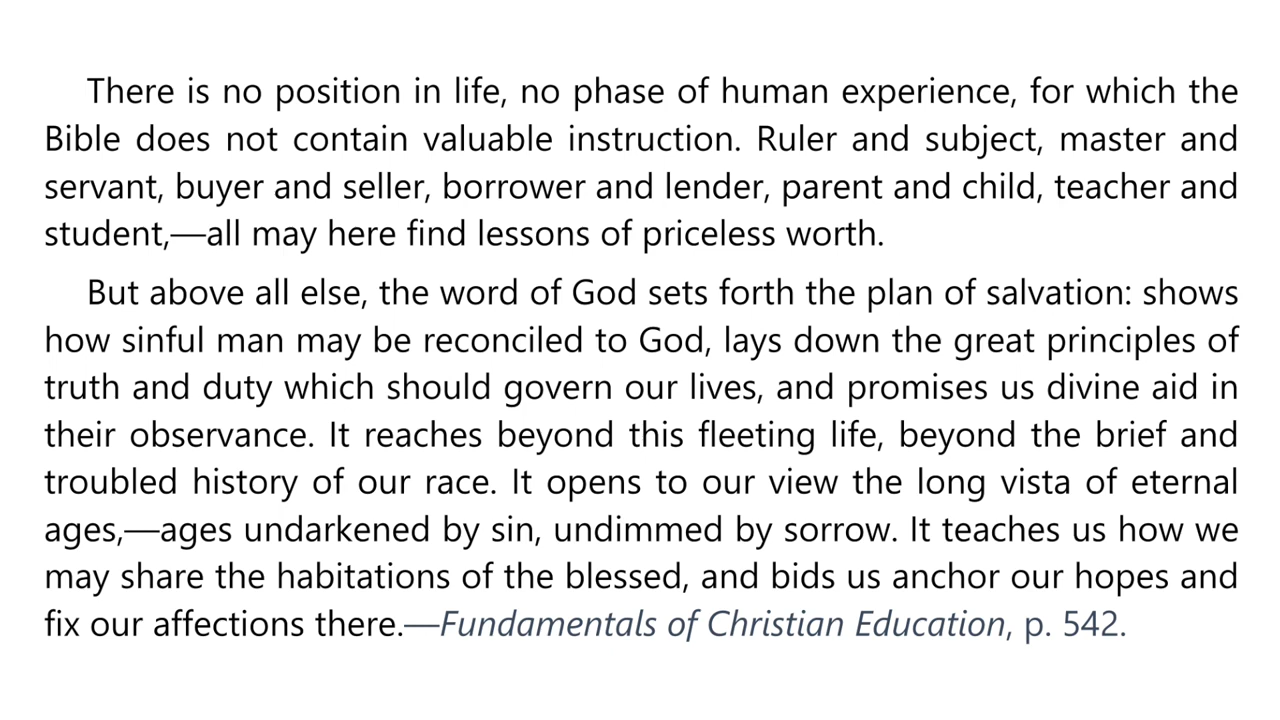 There is no position in life, no phase of human experience, for which the
Bible does not contain valuable instruction. Ruler and subject, master and
servant, buyer and seller, borrower and lender, parent and child, teacher and
student,—all may here find lessons of priceless worth.
But above all else, the word of God sets forth the plan of salvation: shows
how sinful man may be reconciled to God, lays down the great principles of
truth and duty which should govern our lives, and promises us divine aid in
their observance. It reaches beyond this fleeting life, beyond the brief and
troubled history of our race. It opens to our view the long vista of eternal
ages,—ages undarkened by sin, undimmed by sorrow. It teaches us how we
may share the habitations of the blessed, and bids us anchor our hopes and
fix our affections there.—Fundamentals of Christian Education, p. 542.